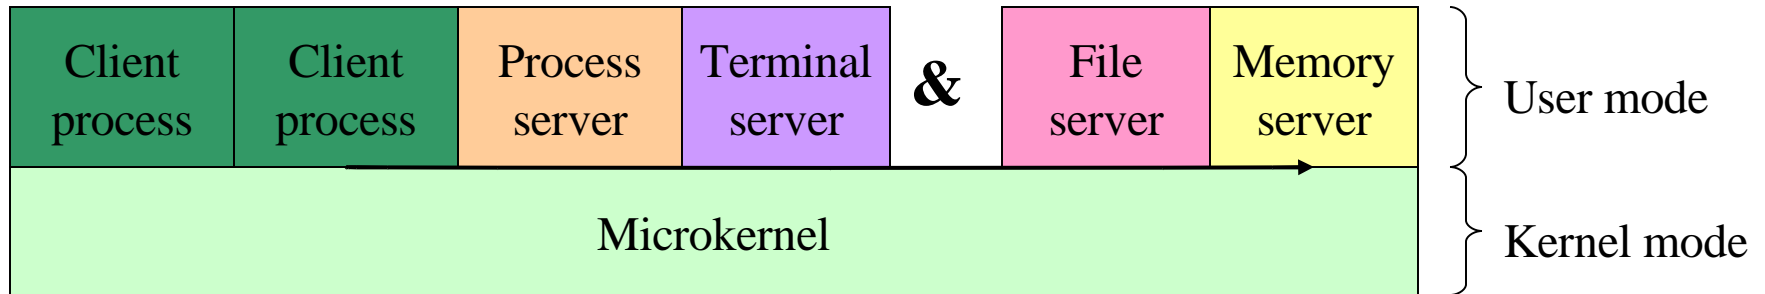 Client
process
Client
process
Process
server
Terminal
server
&
File
server
Memory
server
User mode
Microkernel
Kernel mode